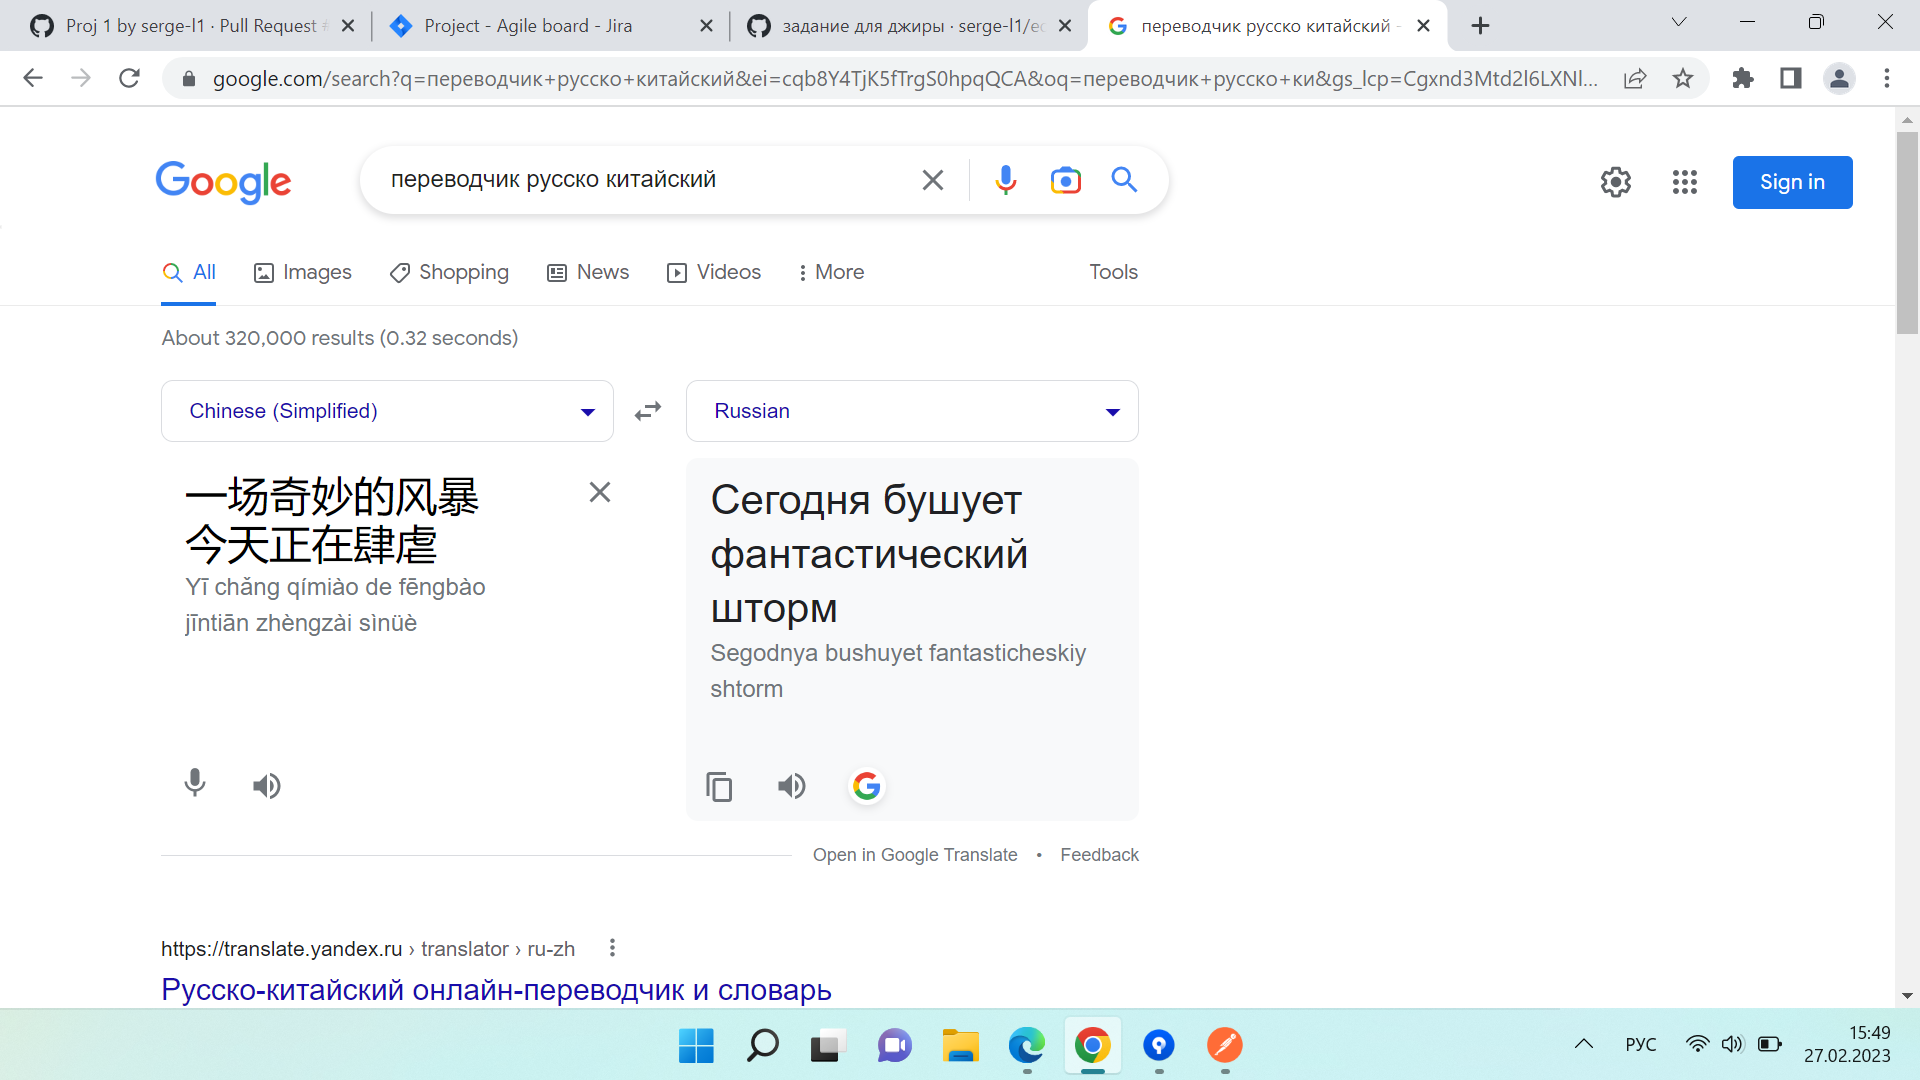 Proj 1 by serge-l1 · Pull Request #
Project - Agile board - Jira
задание для джиры · serge-l1/ec
переводчик русско китайский -
google.com/search?q=переводчик+русско+китайский&ei=cqb8Y4TjK5fTrgS0hpqQCA&oq=переводчик+русско+ки&gs_lcp=Cgxnd3Mtd2l6LXNl...
Google
переводчик русско китайский
Sign in
All
Images
Shopping
News
Videos
More
Tools
About 320,000 results (0.32 seconds)
Chinese (Simplified)
Russian
一场奇妙的风暴
今天正在肆虐
Yī chǎng qímiào de fēngbào
jīntiān zhèngzài sìnüè
Сегодня бушует
фантастический
шторм
Segodnya bushuyet fantasticheskiy
shtorm
Open in Google Translate • Feedback
https://translate.yandex.ru › translator › ru-zh
Русско-китайский онлайн-переводчик и словарь
РУС
15:49
27.02.2023